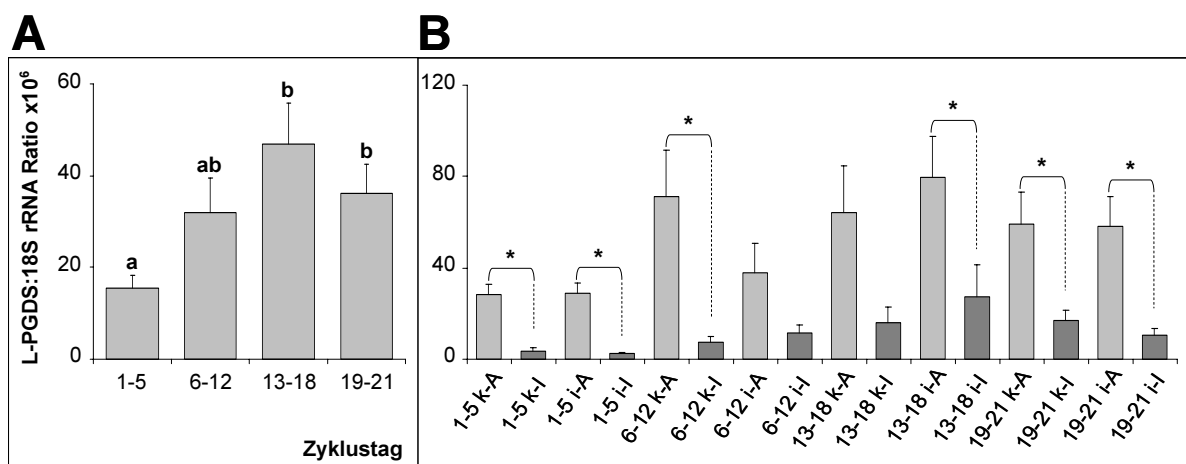 A
B
L-PGDS:18S rRNA Ratio x10⁶
60
40
20
0
a
ab
b
b
1-5
6-12
13-18
19-21
Zyklustag
120
80
40
0
*
*
*
*
*
*
1-5 k-A
1-5 k-I
1-5 i-A
1-5 i-I
6-12 k-A
6-12 k-I
6-12 i-A
6-12 i-I
13-18 k-A
13-18 k-I
13-18 i-A
13-18 i-I
19-21 k-A
19-21 k-I
19-21 i-A
19-21 i-I